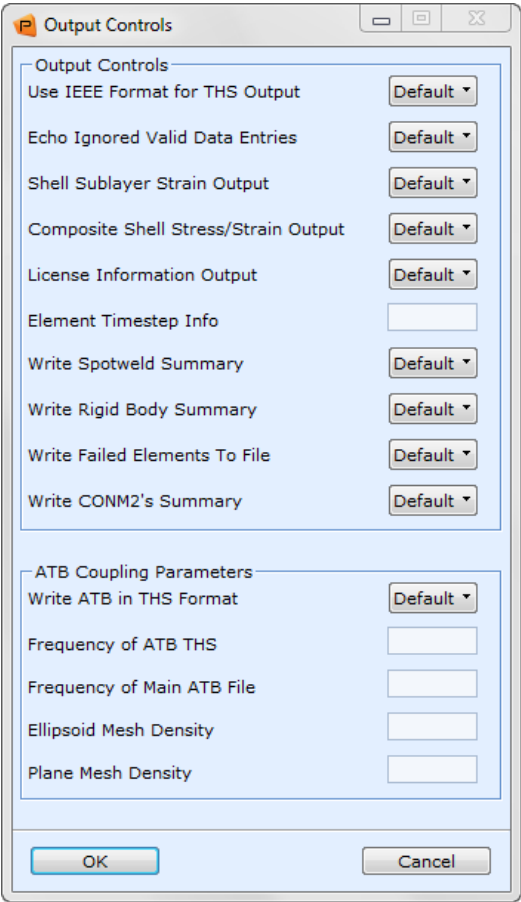 Output Controls
Output Controls
Use IEEE Format for THS Output Default
Echo Ignored Valid Data Entries Default
Shell Sublayer Strain Output Default
Composite Shell Stress/Strain Output Default
License Information Output Default
Element Timestep Info
Write Spotweld Summary Default
Write Rigid Body Summary Default
Write Failed Elements To File Default
Write CONM2's Summary Default
ATB Coupling Parameters
Write ATB in THS Format Default
Frequency of ATB THS
Frequency of Main ATB File
Ellipsoid Mesh Density
Plane Mesh Density
OK Cancel